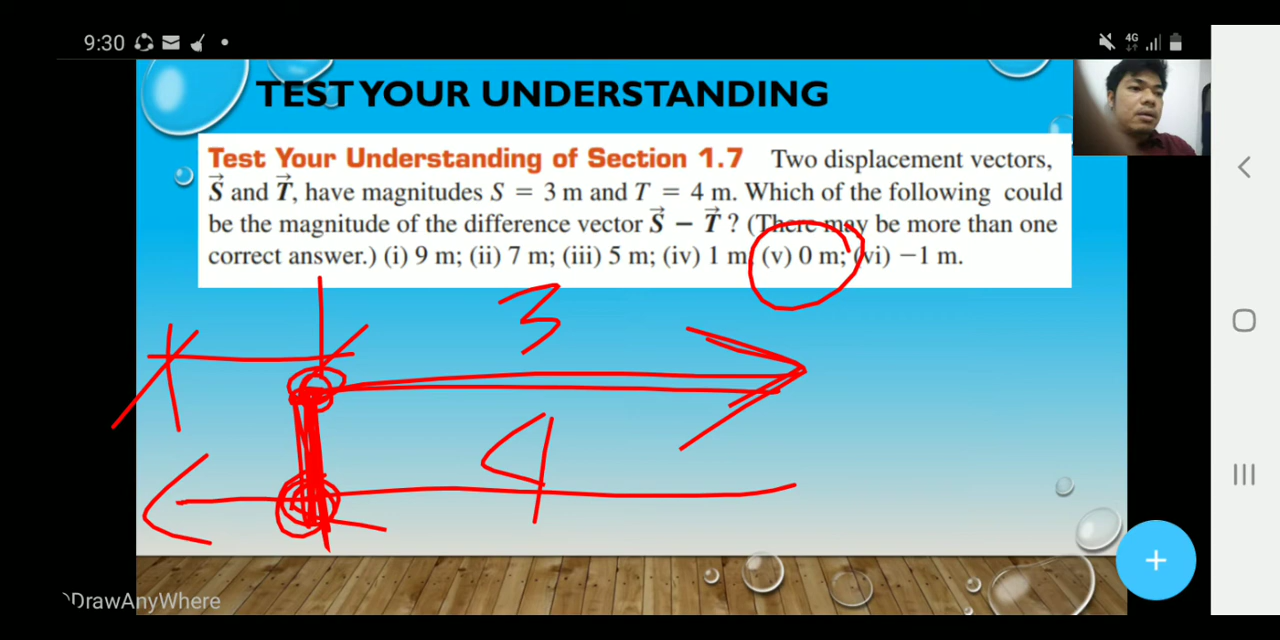 9:30
4G
TEST YOUR UNDERSTANDING
Test Your Understanding of Section 1.7 Two displacement vectors,
S⃗ and T⃗, have magnitudes S = 3 m and T = 4 m. Which of the following could
be the magnitude of the difference vector S⃗ − T⃗ ? (There may be more than one
correct answer.) (i) 9 m; (ii) 7 m; (iii) 5 m; (iv) 1 m; (v) 0 m; (vi) −1 m.
3
4
DrawAnyWhere